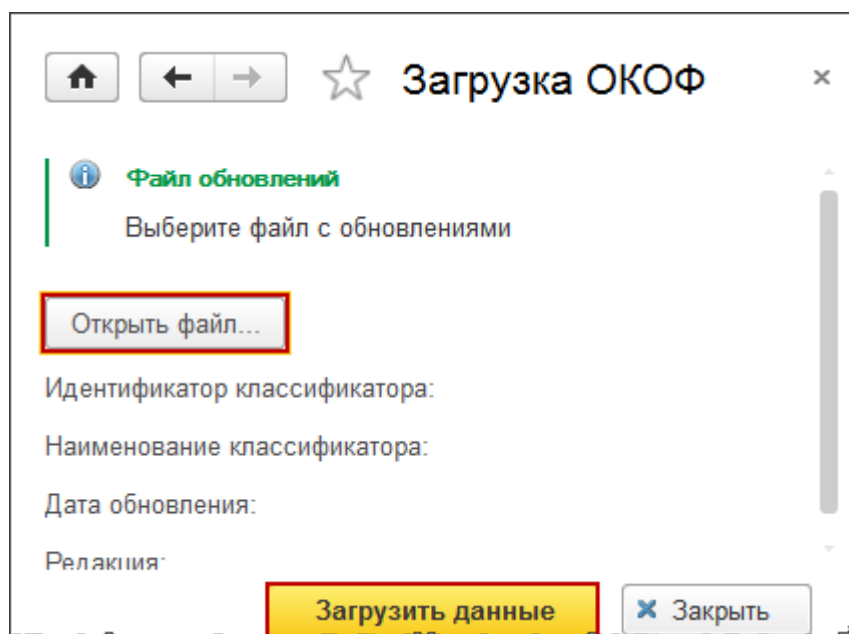 Загрузка ОКОФ
Файл обновлений
Выберите файл с обновлениями
Открыть файл...
Идентификатор классификатора:
Наименование классификатора:
Дата обновления:
Редакция:
Загрузить данные
Закрыть